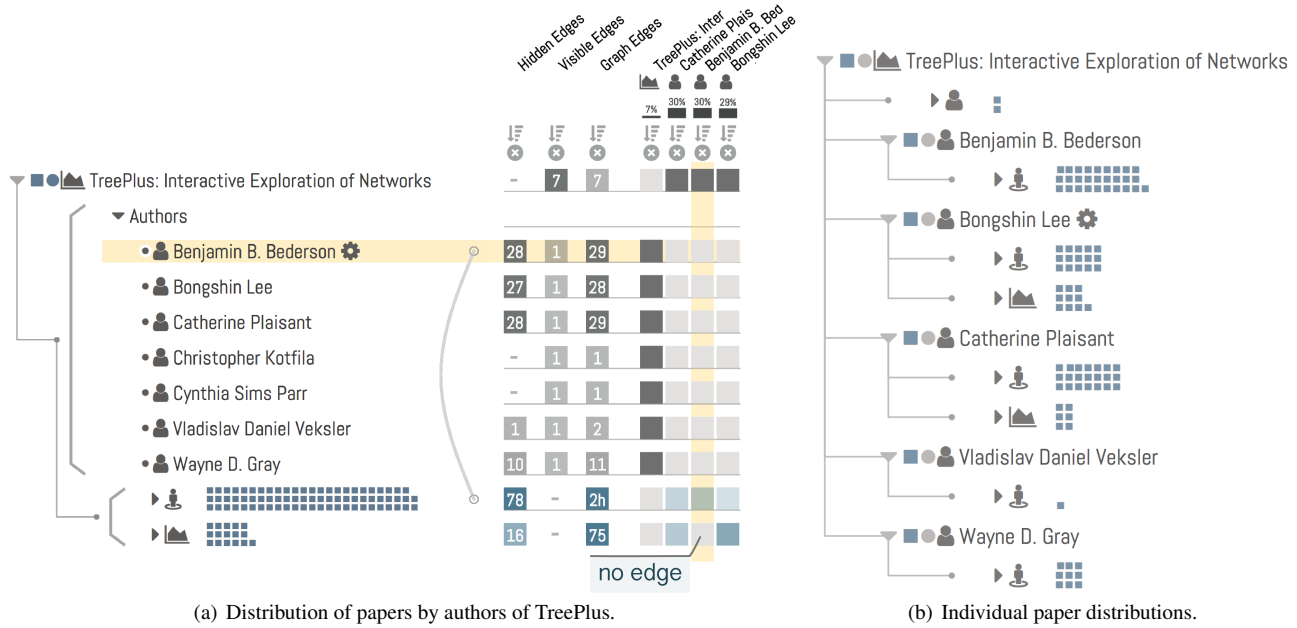 Hidden Edges
Visible Edges
Graph Edges
TreePlus: Inter
Catherine Plais
Benjamin B. Bed
Bongshin Lee
7% 30% 30% 29%
TreePlus: Interactive Exploration of Networks - 7 7
Authors
Benjamin B. Bederson 28 1 29
Bongshin Lee 27 1 28
Catherine Plaisant 28 1 29
Christopher Kotfila - 1 1
Cynthia Sims Parr - 1 1
Vladislav Daniel Veksler 1 1 2
Wayne D. Gray 10 1 11
78 - 2h
16 - 75
no edge
(a) Distribution of papers by authors of TreePlus.
TreePlus: Interactive Exploration of Networks
Benjamin B. Bederson
Bongshin Lee
Catherine Plaisant
Vladislav Daniel Veksler
Wayne D. Gray
(b) Individual paper distributions.